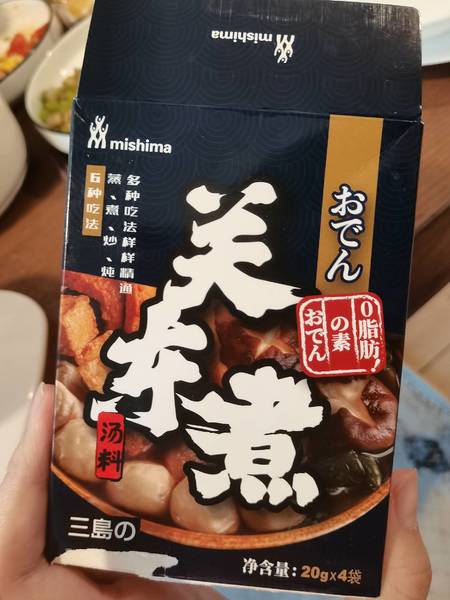 mishima
mishima
多种吃法样样精通
蒸、煮、炒、炖
6种吃法
おでん
关东煮
汤料
0脂肪!
の素
おでん
三島の
净含量:20g×4袋